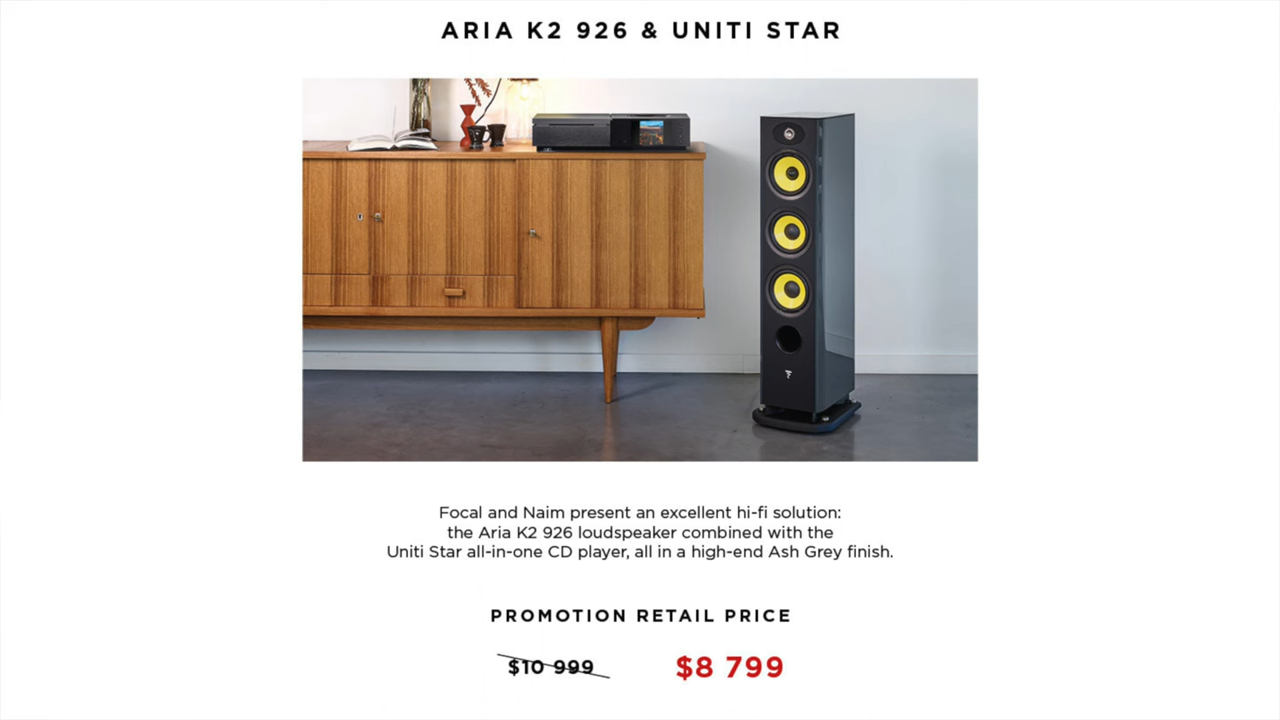 ARIA K2 926 & UNITI STAR
Focal and Naim present an excellent hi-fi solution:
the Aria K2 926 loudspeaker combined with the
Uniti Star all-in-one CD player, all in a high-end Ash Grey finish.
PROMOTION RETAIL PRICE
$10 999 $8 799